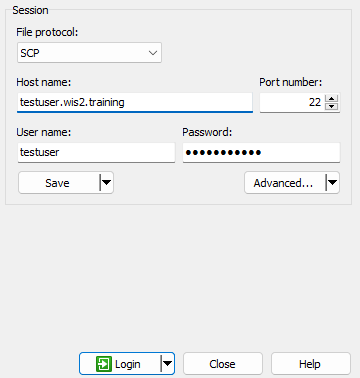 Session
File protocol:
SCP
Host name:
Port number:
testuser.wis2.training
22
User name:
Password:
testuser
●●●●●●●●●●●
Save
Advanced...
Login
Close
Help